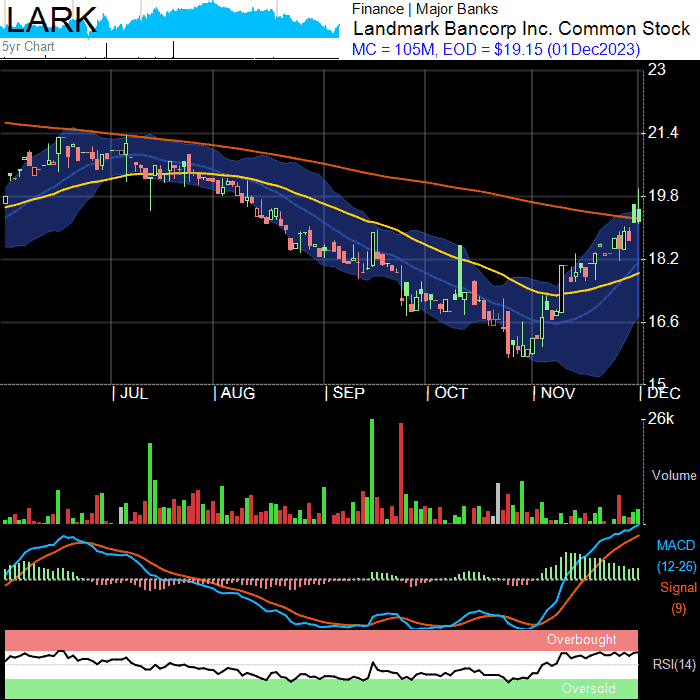 LARK
Finance | Major Banks
Landmark Bancorp Inc. Common Stock
5yr Chart
MC = 105M, EOD = $19.15 (01Dec2023)
23
21.4
19.8
18.2
16.6
15
JUL
AUG
SEP
OCT
NOV
DEC
26k
Volume
MACD
(12-26)
Signal
(9)
Overbought
RSI(14)
Oversold